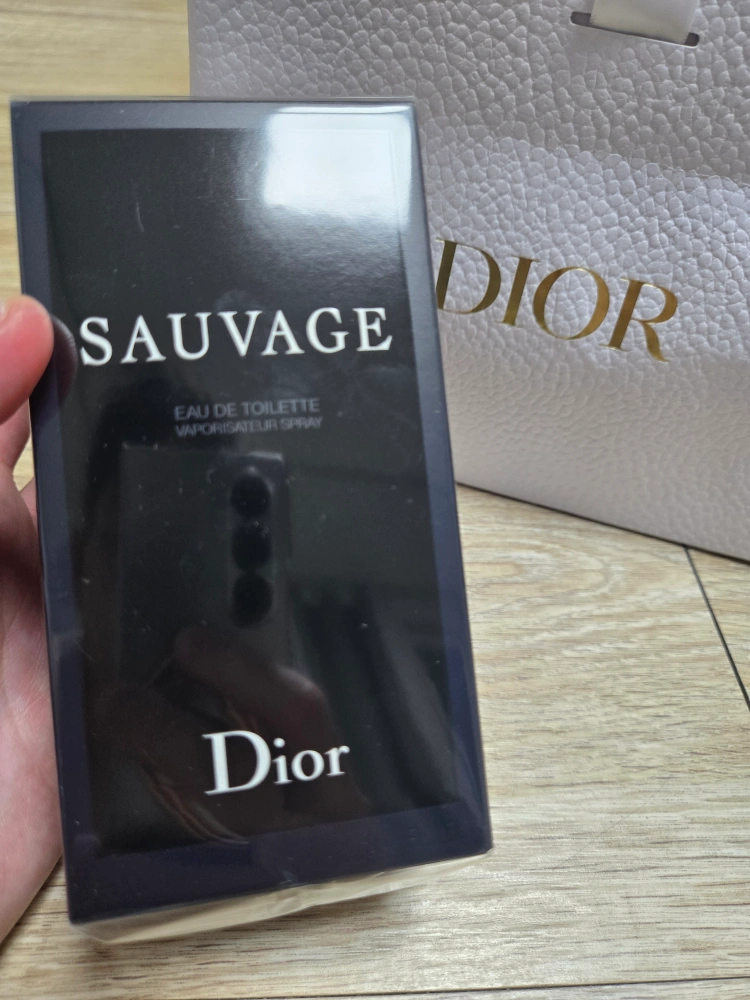 SAUVAGE
EAU DE TOILETTE
VAPORISATEUR SPRAY
Dior
DIOR